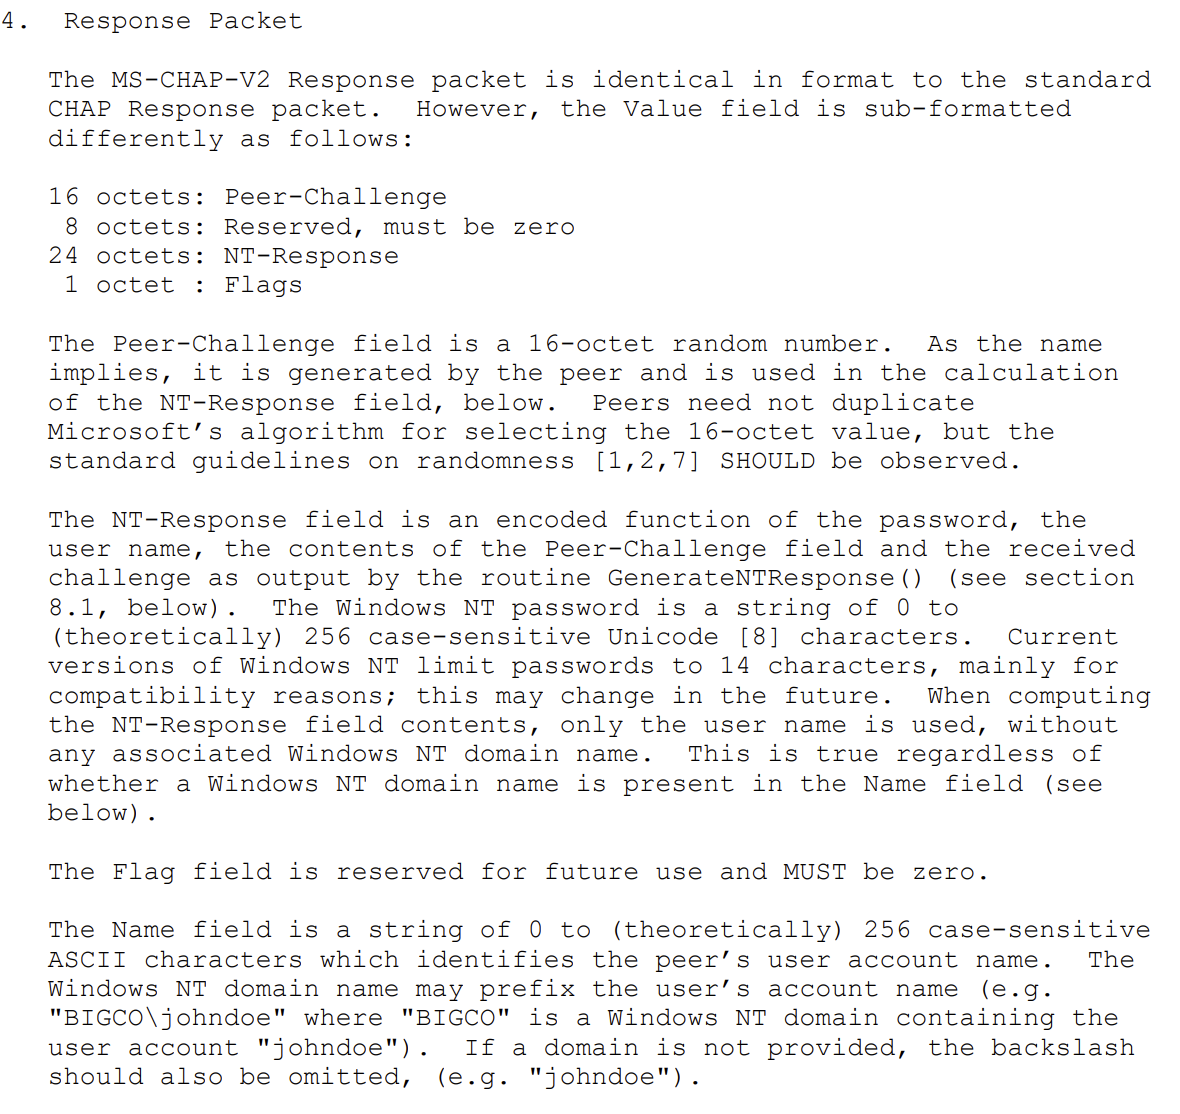 4.  Response Packet
The MS-CHAP-V2 Response packet is identical in format to the standard
CHAP Response packet.  However, the Value field is sub-formatted
differently as follows:
16 octets: Peer-Challenge
8 octets: Reserved, must be zero
24 octets: NT-Response
1 octet : Flags
The Peer-Challenge field is a 16-octet random number.  As the name
implies, it is generated by the peer and is used in the calculation
of the NT-Response field, below.  Peers need not duplicate
Microsoft's algorithm for selecting the 16-octet value, but the
standard guidelines on randomness [1,2,7] SHOULD be observed.
The NT-Response field is an encoded function of the password, the
user name, the contents of the Peer-Challenge field and the received
challenge as output by the routine GenerateNTResponse() (see section
8.1, below).  The Windows NT password is a string of 0 to
(theoretically) 256 case-sensitive Unicode [8] characters.  Current
versions of Windows NT limit passwords to 14 characters, mainly for
compatibility reasons; this may change in the future.  When computing
the NT-Response field contents, only the user name is used, without
any associated Windows NT domain name.  This is true regardless of
whether a Windows NT domain name is present in the Name field (see
below).
The Flag field is reserved for future use and MUST be zero.
The Name field is a string of 0 to (theoretically) 256 case-sensitive
ASCII characters which identifies the peer's user account name.  The
Windows NT domain name may prefix the user's account name (e.g.
"BIGCO\johndoe" where "BIGCO" is a Windows NT domain containing the
user account "johndoe").  If a domain is not provided, the backslash
should also be omitted, (e.g. "johndoe").